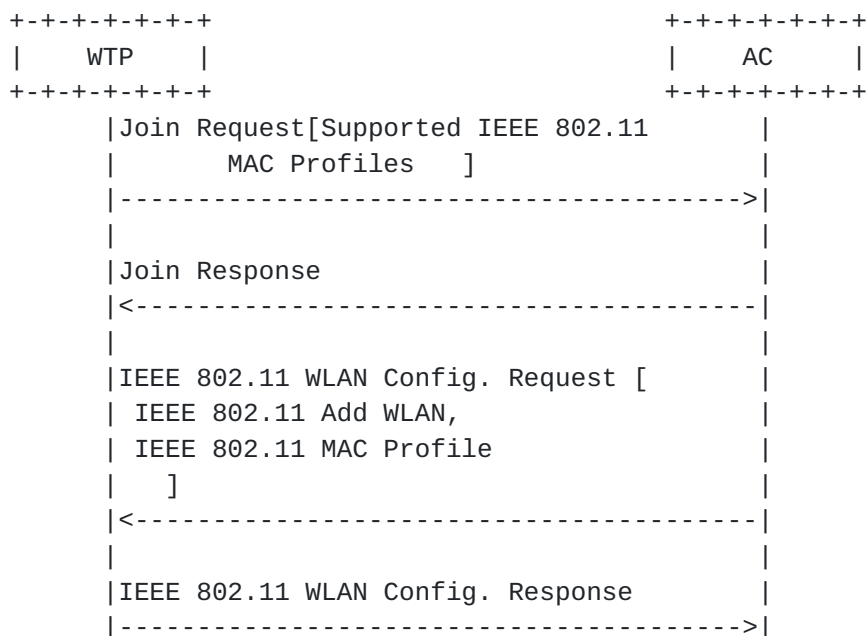 +-+-+-+-+-+-+                             +-+-+-+-+-+-+
|    WTP    |                             |    AC     |
+-+-+-+-+-+-+                             +-+-+-+-+-+-+
      |Join Request[Supported IEEE 802.11       |
      |       MAC Profiles   ]                  |
      |---------------------------------------->|
      |                                         |
      |Join Response                            |
      |<----------------------------------------|
      |                                         |
      |IEEE 802.11 WLAN Config. Request [       |
      | IEEE 802.11 Add WLAN,                   |
      | IEEE 802.11 MAC Profile                 |
      |   ]                                     |
      |<----------------------------------------|
      |                                         |
      |IEEE 802.11 WLAN Config. Response        |
      |---------------------------------------->|